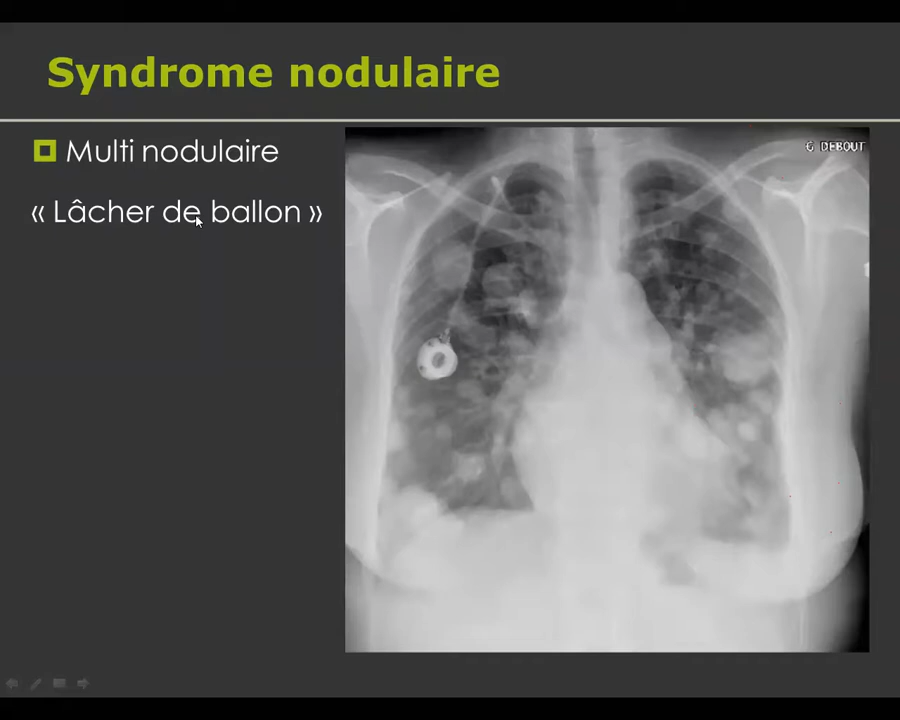 Syndrome nodulaire
Multi nodulaire
« Lâcher de ballon »
G DEBOUT